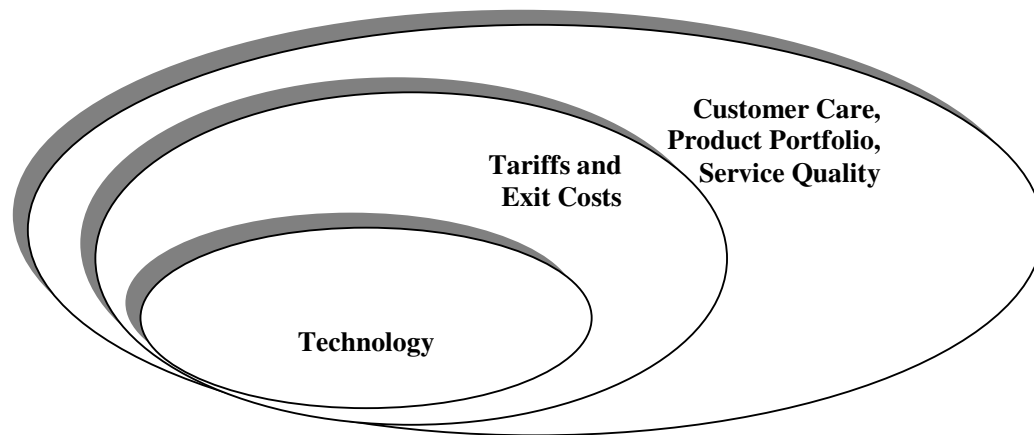 Customer Care,
Product Portfolio,
Service Quality
Tariffs and
Exit Costs
Technology